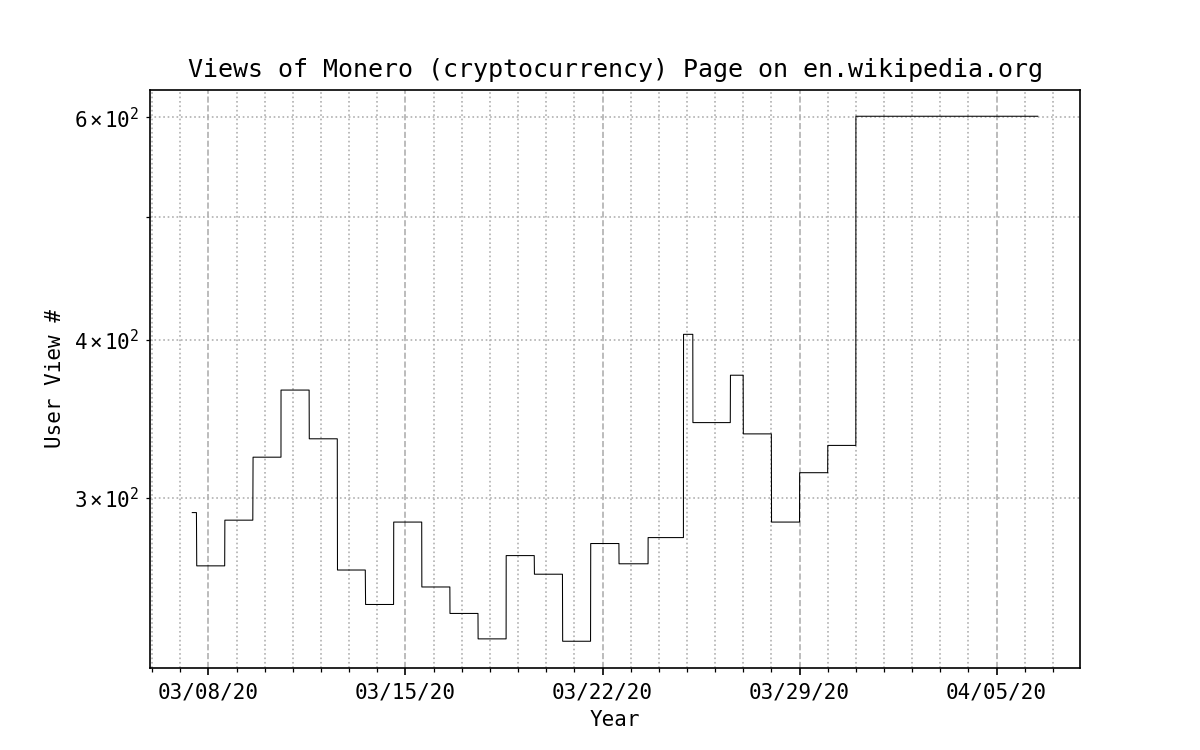 Views of Monero (cryptocurrency) Page on en.wikipedia.org
6×10²
4×10²
3×10²
User View #
03/08/20 03/15/20 03/22/20 03/29/20 04/05/20
Year